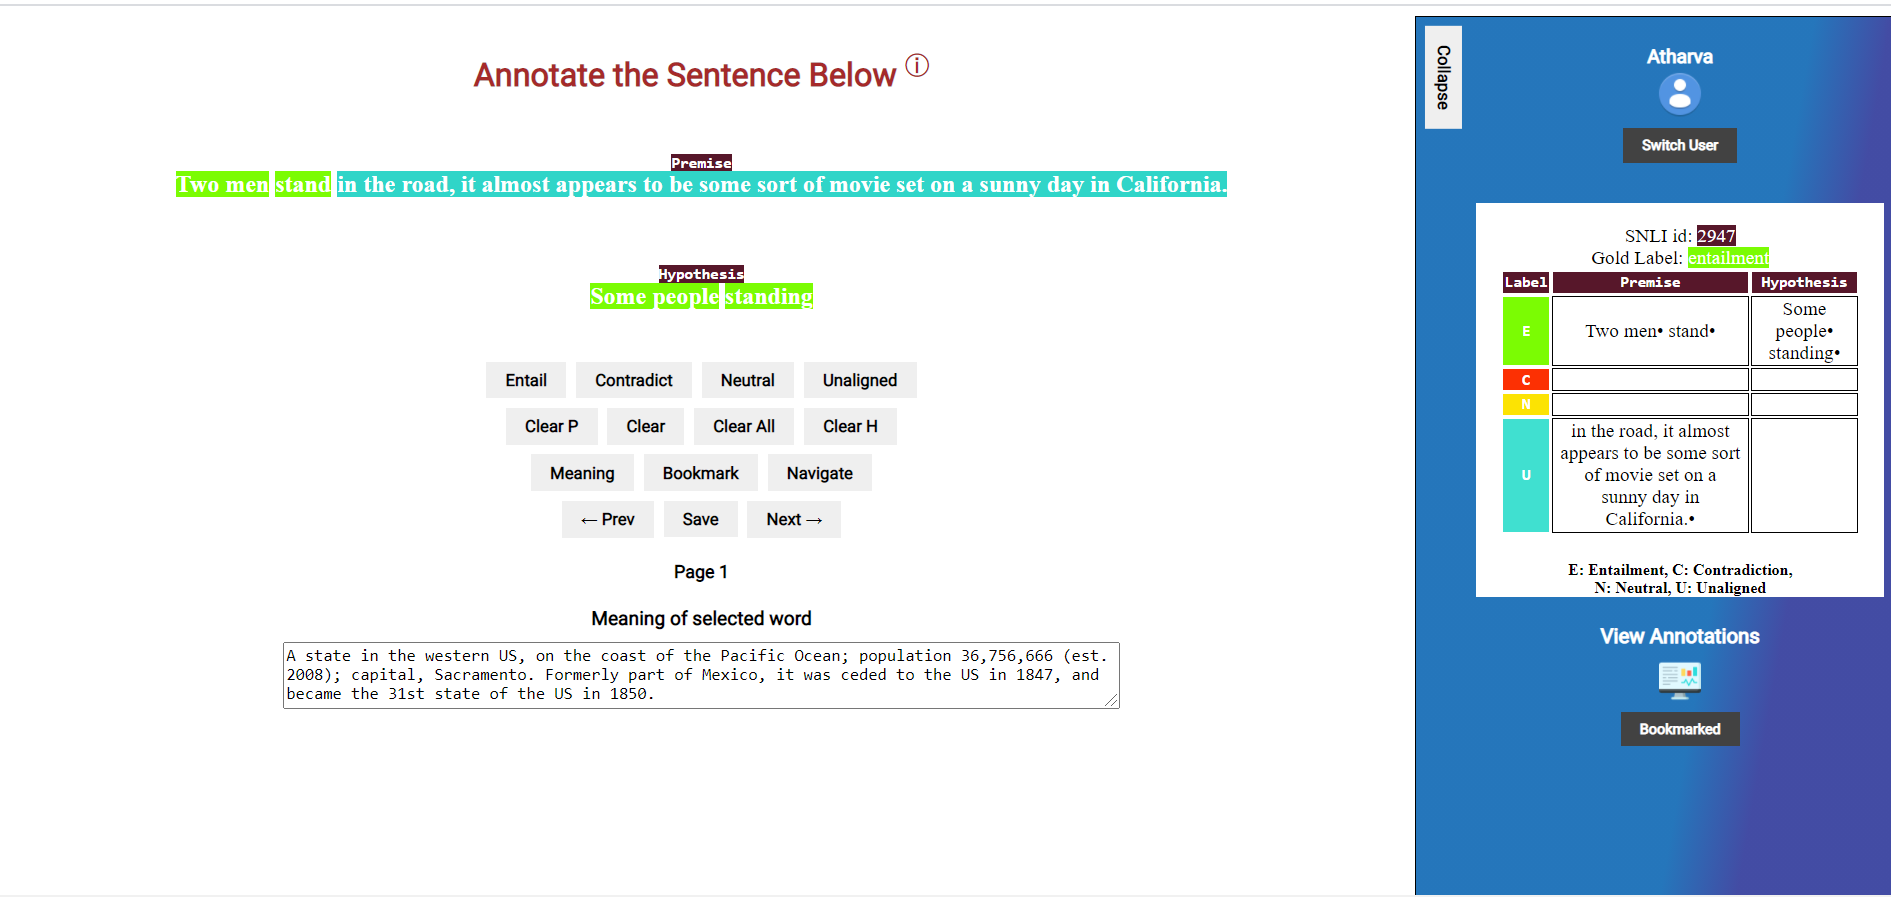 Annotate the Sentence Below ⓘ
Premise
Two men stand in the road, it almost appears to be some sort of movie set on a sunny day in California.
Hypothesis
Some people standing
Entail Contradict Neutral Unaligned
Clear P Clear Clear All Clear H
Meaning Bookmark Navigate
← Prev Save Next →
Page 1
Meaning of selected word
A state in the western US, on the coast of the Pacific Ocean; population 36,756,666 (est.
2008); capital, Sacramento. Formerly part of Mexico, it was ceded to the US in 1847, and
became the 31st state of the US in 1850.
Collapse
Atharva
Switch User
SNLI id: 2947
Gold Label: entailment
Label Premise Hypothesis
E
Two men• stand•
Some
people•
standing•
C
N
U
in the road, it almost
appears to be some sort
of movie set on a
sunny day in
California.•
E: Entailment, C: Contradiction,
N: Neutral, U: Unaligned
View Annotations
Bookmarked